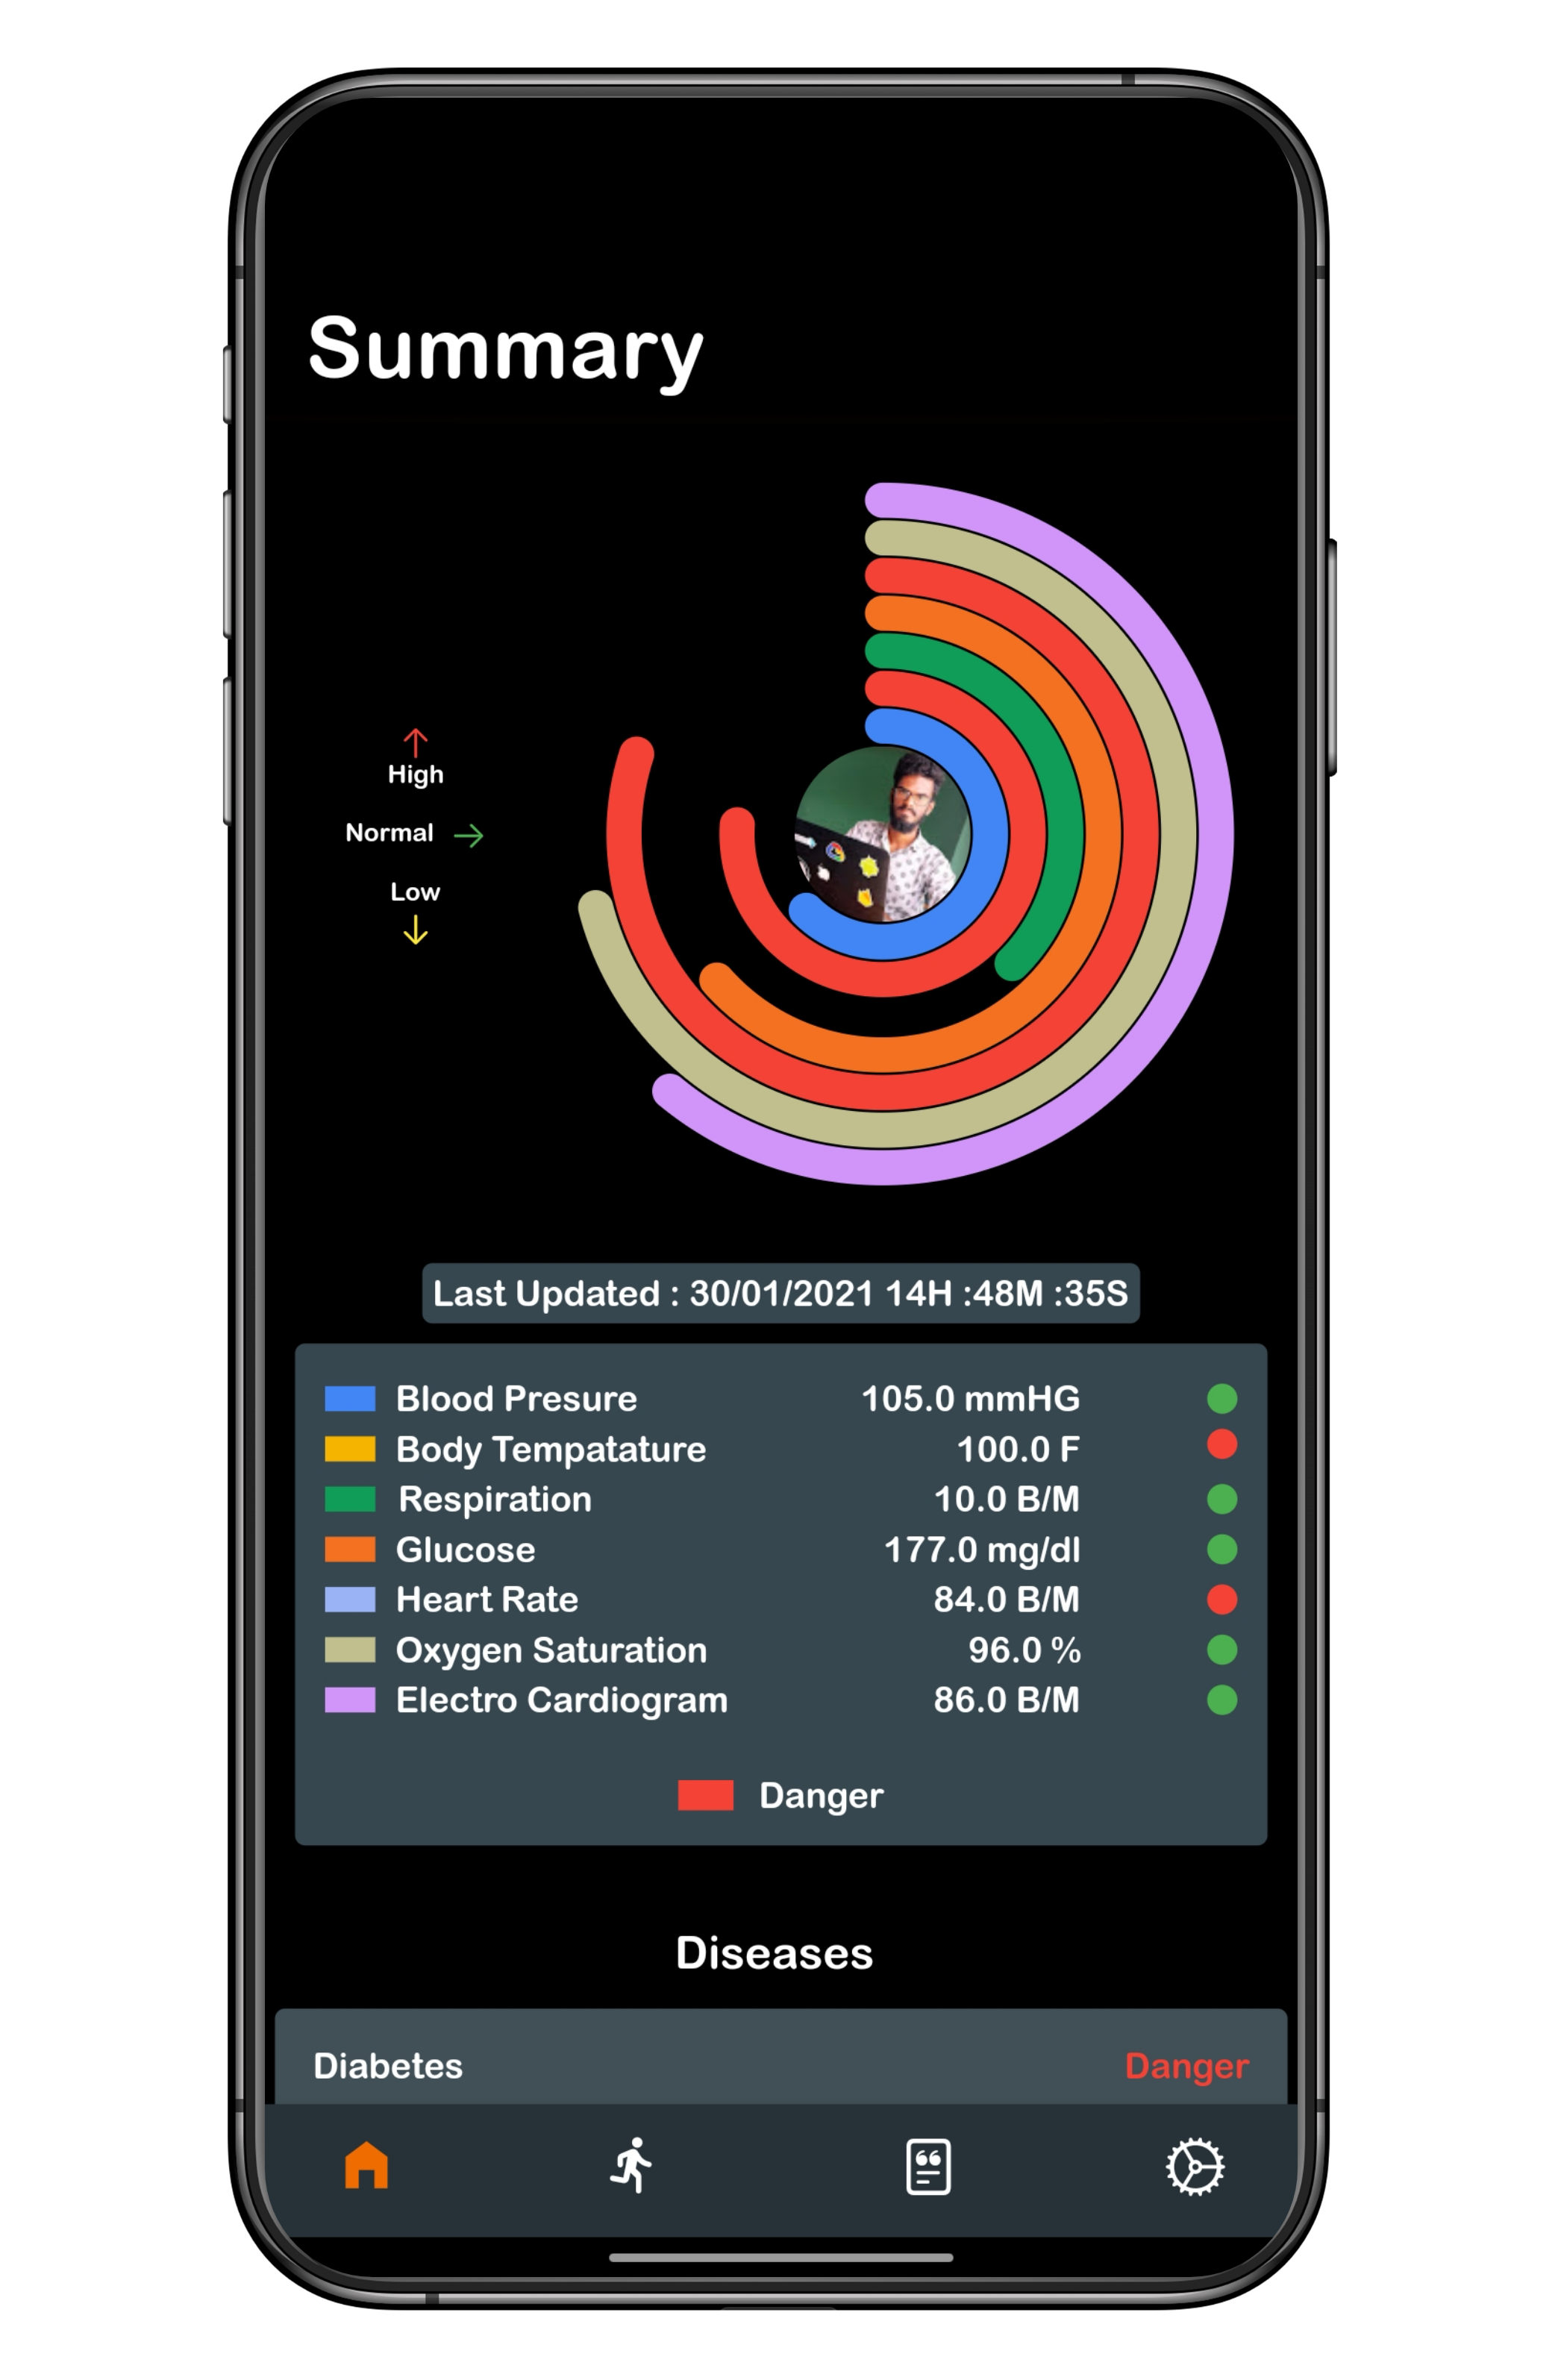 Summary
High
Normal
Low
Last Updated : 30/01/2021 14H :48M :35S
Blood Presure 105.0 mmHG
Body Tempatature 100.0 F
Respiration 10.0 B/M
Glucose 177.0 mg/dl
Heart Rate 84.0 B/M
Oxygen Saturation 96.0 %
Electro Cardiogram 86.0 B/M
Danger
Diseases
Diabetes Danger